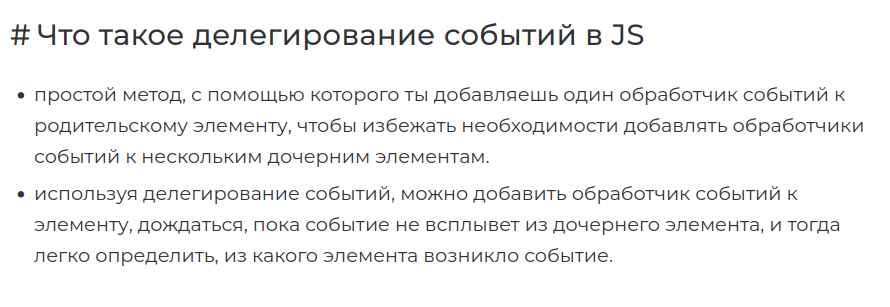 # Что такое делегирование событий в JS
• простой метод, с помощью которого ты добавляешь один обработчик событий к
родительскому элементу, чтобы избежать необходимости добавлять обработчики
событий к нескольким дочерним элементам.
• используя делегирование событий, можно добавить обработчик событий к
элементу, дождаться, пока событие не всплывет из дочернего элемента, и тогда
легко определить, из какого элемента возникло событие.